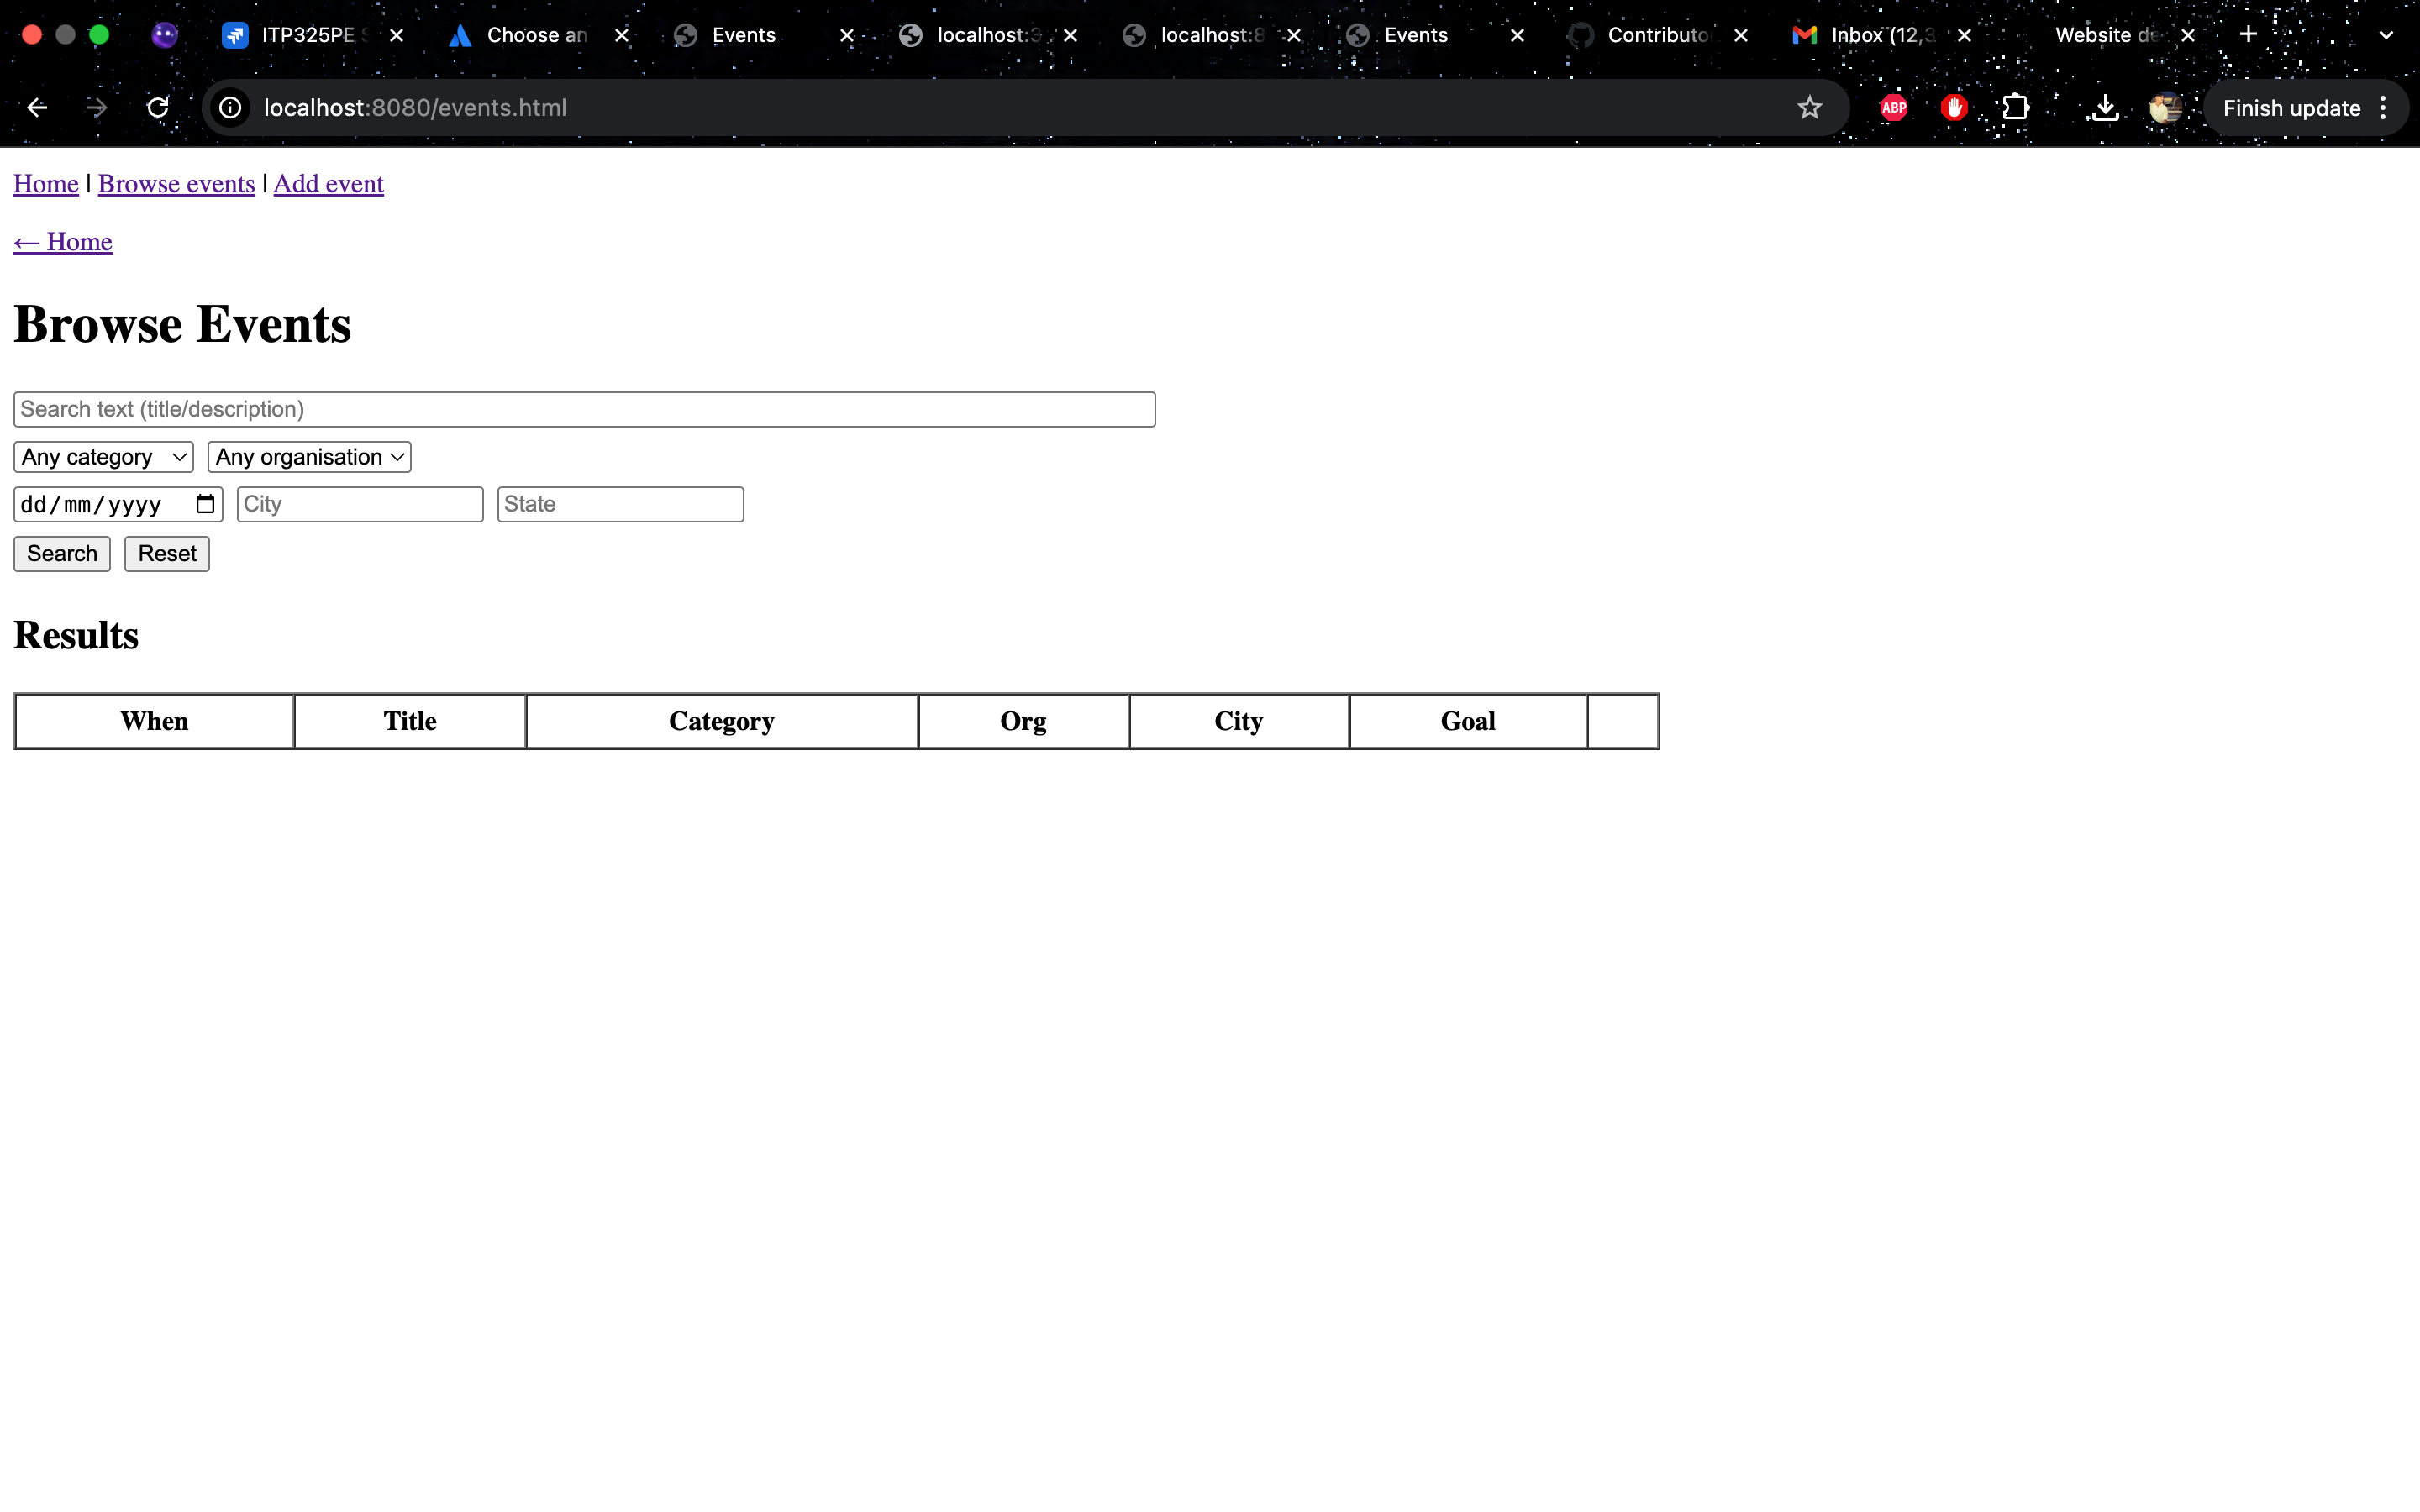 ITP325PE
Choose an
Events
localhost:3
localhost:8
Events
Contributo
Inbox (12,3
Website de
localhost:8080/events.html
ABP
Finish update
Home | Browse events | Add event
← Home
Browse Events
Search text (title/description)
Any category Any organisation
dd/mm/yyyy City State
Search Reset
Results
When Title Category Org City Goal